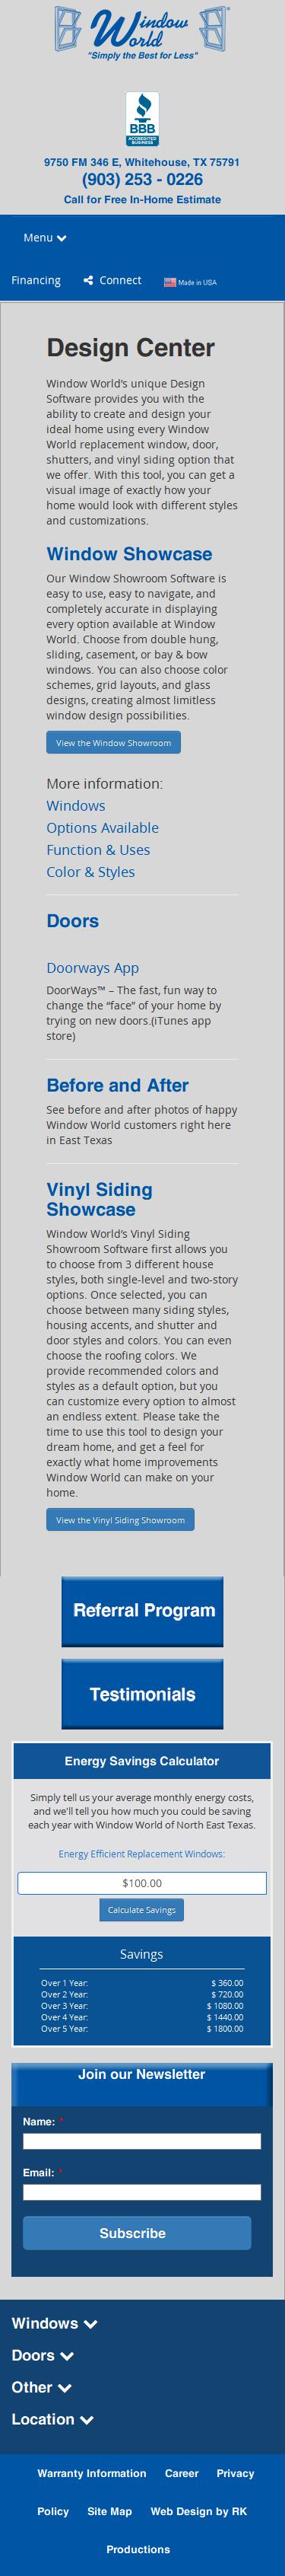 Window World
"Simply the Best for Less"
BBB
ACCREDITED BUSINESS
9750 FM 346 E, Whitehouse, TX 75791
(903) 253 - 0226
Call for Free In-Home Estimate
Menu
Financing Connect Made in USA
Design Center
Window World's unique Design
Software provides you with the
ability to create and design your
ideal home using every Window
World replacement window, door,
shutters, and vinyl siding option that
we offer. With this tool, you can get a
visual image of exactly how your
home would look with different styles
and customizations.
Window Showcase
Our Window Showroom Software is
easy to use, easy to navigate, and
completely accurate in displaying
every option available at Window
World. Choose from double hung,
sliding, casement, or bay & bow
windows. You can also choose color
schemes, grid layouts, and glass
designs, creating almost limitless
window design possibilities.
View the Window Showroom
More information:
Windows
Options Available
Function & Uses
Color & Styles
Doors
Doorways App
DoorWays™ – The fast, fun way to
change the “face” of your home by
trying on new doors.(iTunes app
store)
Before and After
See before and after photos of happy
Window World customers right here
in East Texas
Vinyl Siding
Showcase
Window World's Vinyl Siding
Showroom Software first allows you
to choose from 3 different house
styles, both single-level and two-story
options. Once selected, you can
choose between many siding styles,
housing accents, and shutter and
door styles and colors. You can even
choose the roofing colors. We
provide recommended colors and
styles as a default option, but you
can customize every option to almost
an endless extent. Please take the
time to use this tool to design your
dream home, and get a feel for
exactly what home improvements
Window World can make on your
home.
View the Vinyl Siding Showroom
Referral Program
Testimonials
Energy Savings Calculator
Simply tell us your average monthly energy costs,
and we'll tell you how much you could be saving
each year with Window World of North East Texas.
Energy Efficient Replacement Windows:
$100.00
Calculate Savings
Savings
Over 1 Year: $ 360.00
Over 2 Year: $ 720.00
Over 3 Year: $ 1080.00
Over 4 Year: $ 1440.00
Over 5 Year: $ 1800.00
Join our Newsletter
Name: *
Email: *
Subscribe
Windows
Doors
Other
Location
Warranty Information Career Privacy
Policy Site Map Web Design by RK
Productions